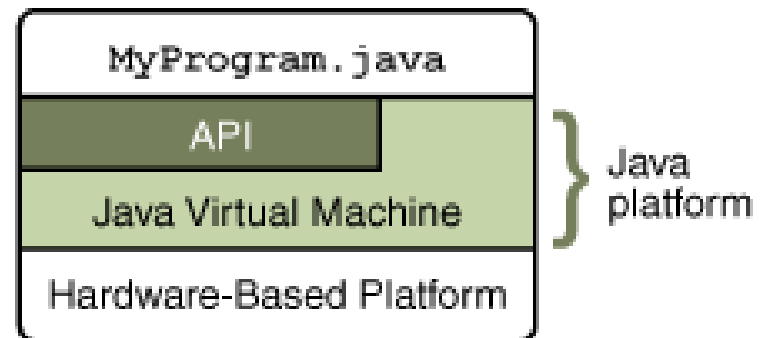 MyProgram.java
API
Java Virtual Machine
Hardware-Based Platform
Java
platform